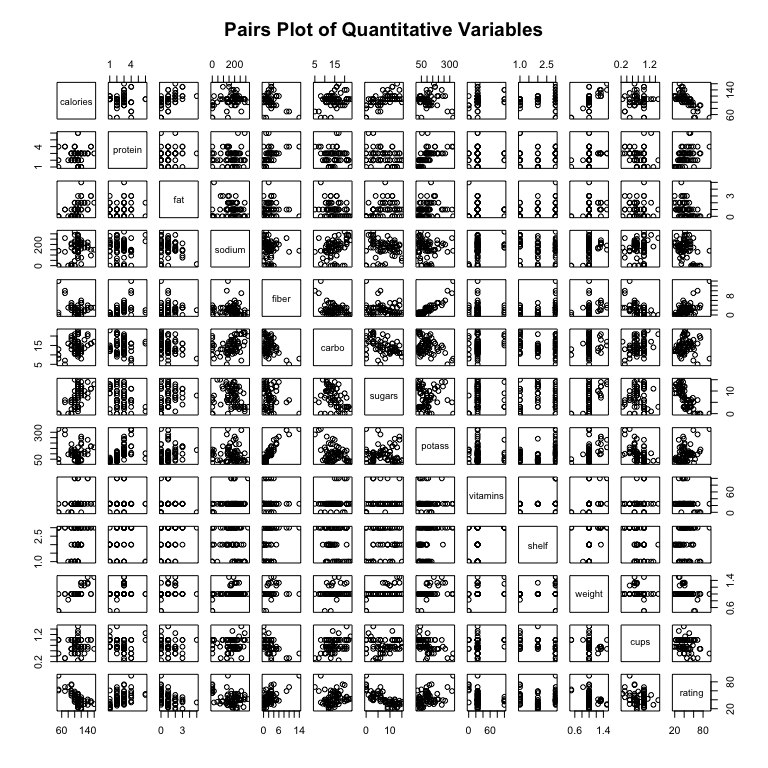 Pairs Plot of Quantitative Variables
1 4 0 200 5 15 50 300 1.0 2.5 0.2 1.2
calories 60 140
1 4 protein
fat 0 3
0 200 sodium
fiber 0 8
5 15 carbo
sugars 0 10
50 300 potass
vitamins 0 60
1.0 2.5 shelf
weight 0.6 1.4
0.2 1.2 cups
rating 20 80
60 140 0 3 0 6 14 0 10 0 60 0.6 1.4 20 80